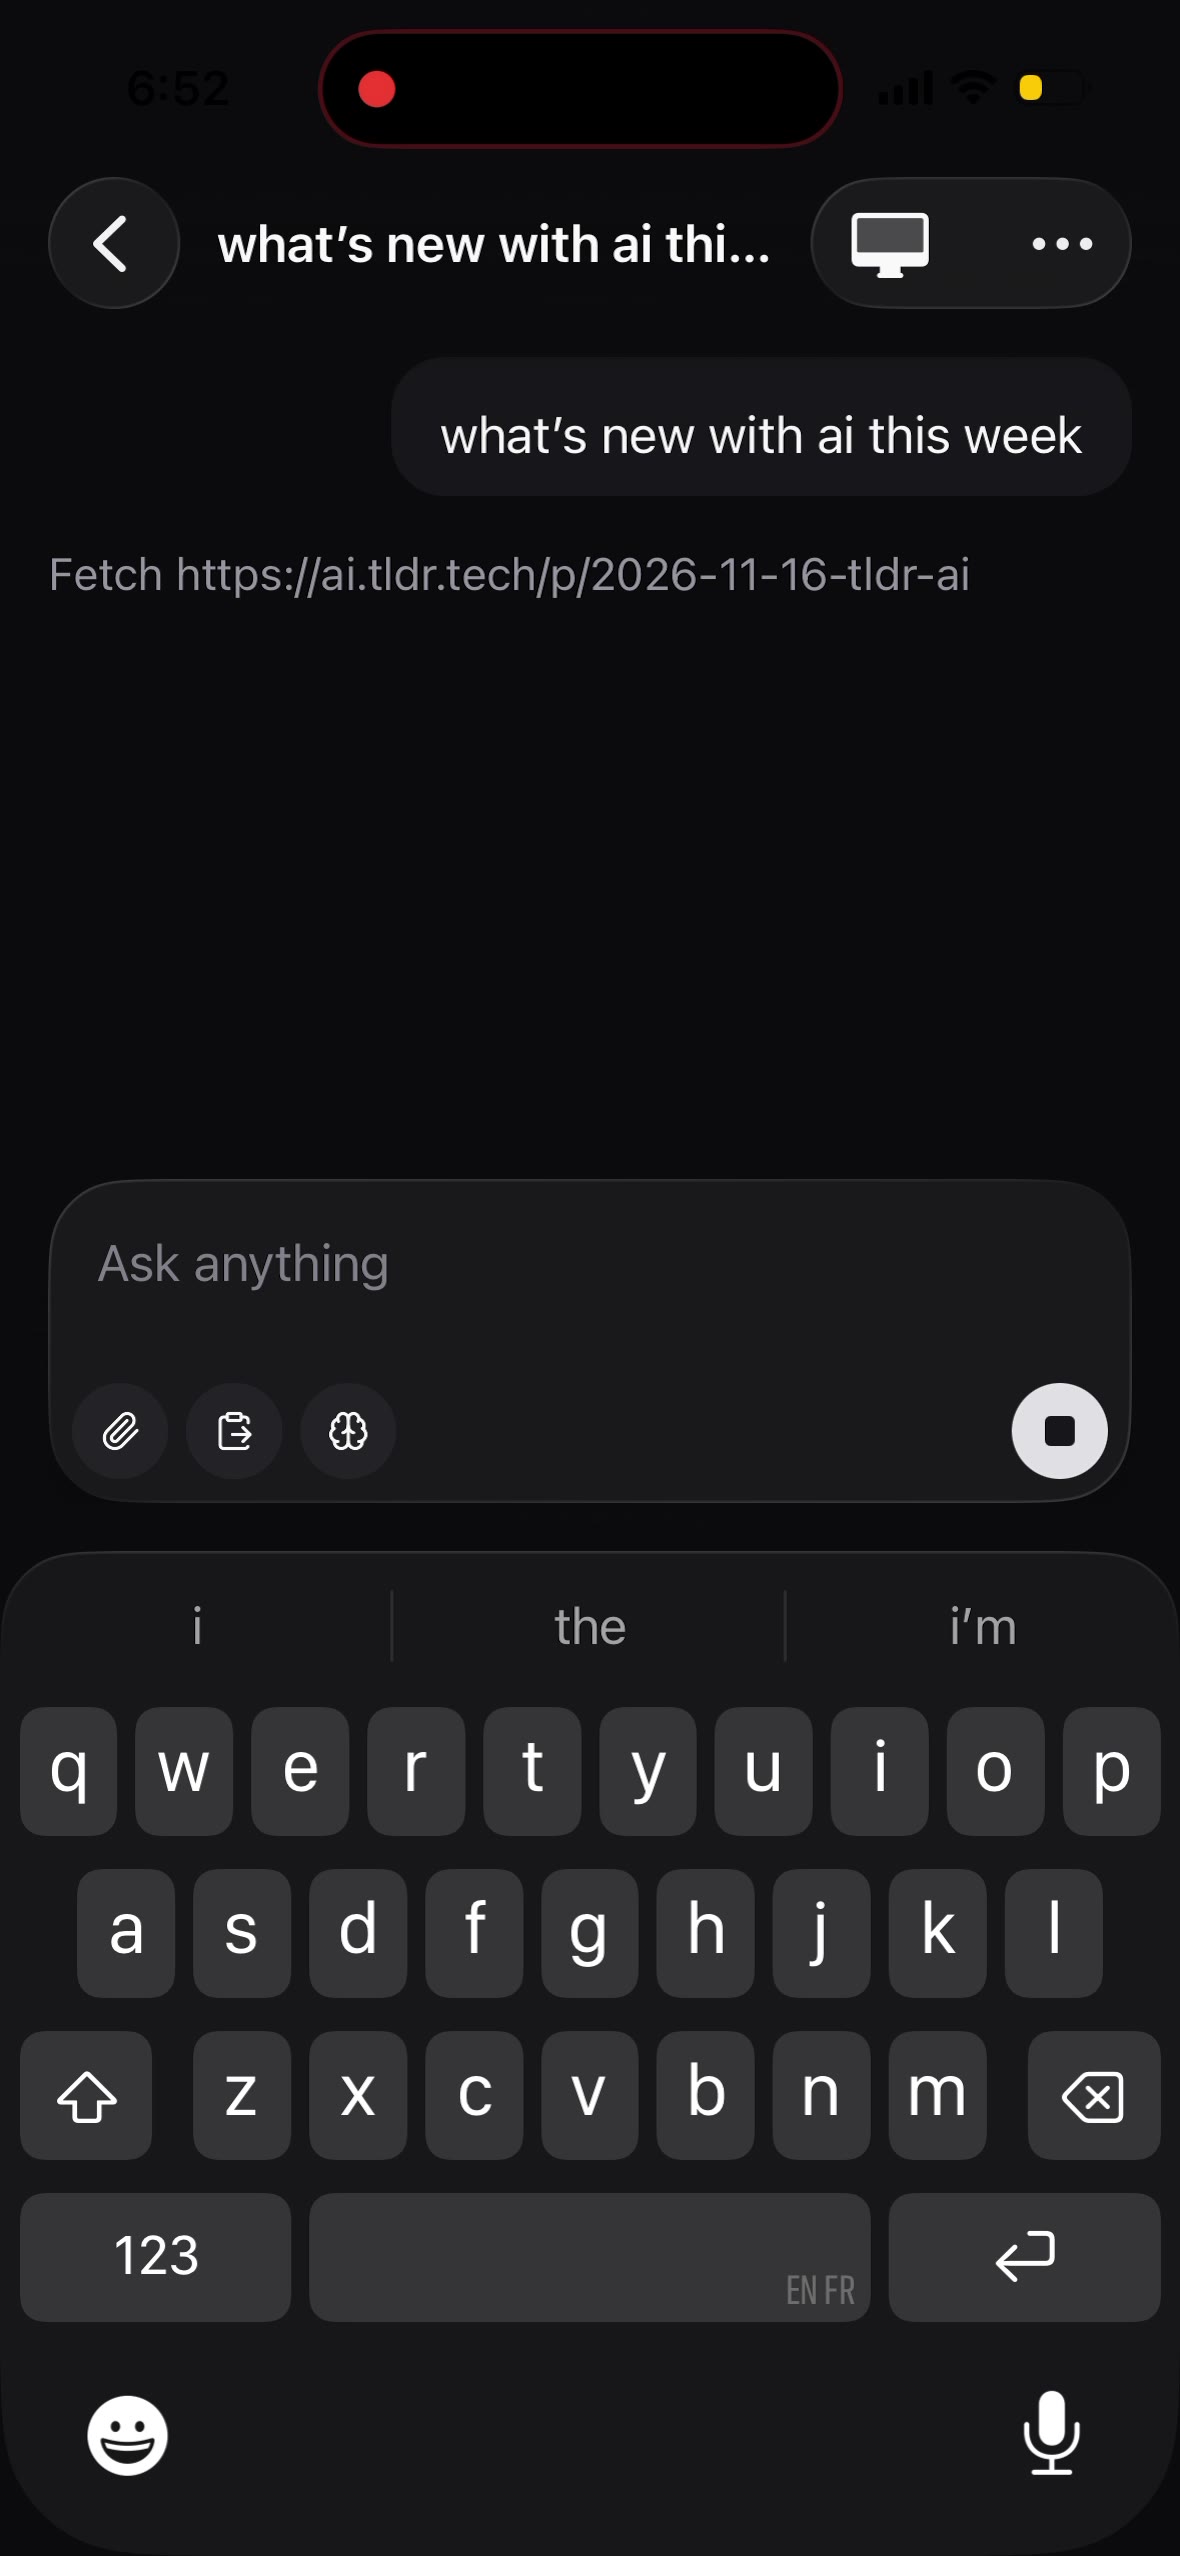 6:52
what’s new with ai thi...
what’s new with ai this week
Fetch https://ai.tldr.tech/p/2026-11-16-tldr-ai
Ask anything
i the i’m
q w e r t y u i o p
a s d f g h j k l
z x c v b n m
123
EN FR